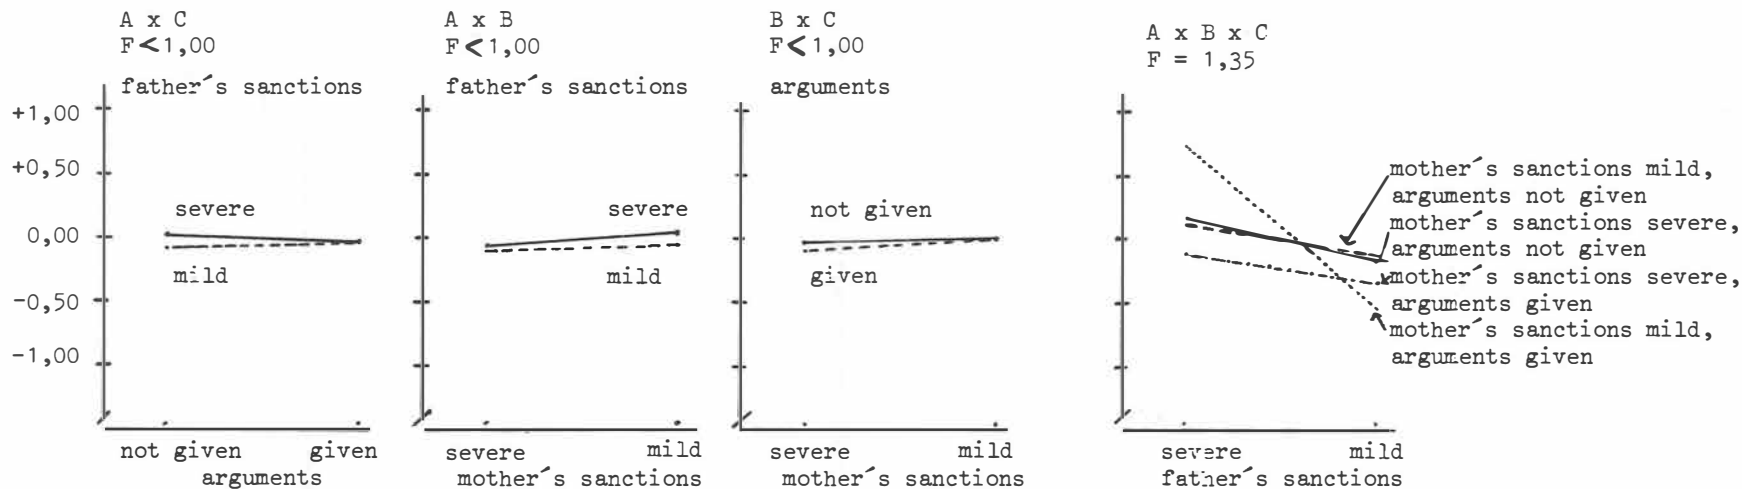 A x C
F<1,00
father´s sanctions
+1,00
+0,50
0,00
-0,50
-1,00
severe
mild
not given
given
arguments
A x B
F<1,00
father´s sanctions
severe
mild
severe
mild
mother´s sanctions
B x C
F<1,00
arguments
not given
given
severe
mild
mother´s sanctions
A x B x C
F = 1,35
mother´s sanctions mild,
arguments not given
mother´s sanctions severe,
arguments not given
mother´s sanctions severe,
arguments given
mother´s sanctions mild,
arguments given
severe
mild
father´s sanctions